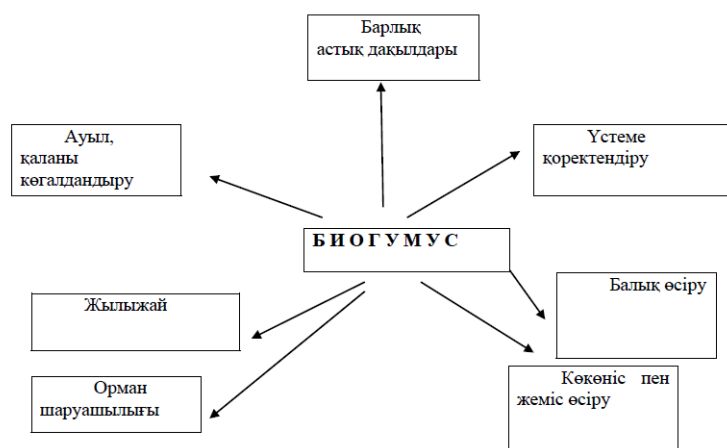 Барлық
астық дақылдары
Ауыл,
қаланы
көгалдандыру
Үстеме
қоректендіру
Б И О Г У М У С
Жылыжай
Балық өсіру
Орман
шаруашылығы
Көкөніс пен
жеміс өсіру